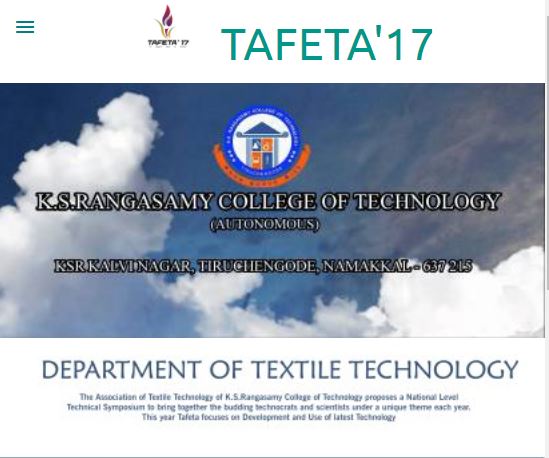 TAFETA' 17
TAFETA'17
K.S.RANGASAMY COLLEGE OF TECHNOLOGY
(AUTONOMOUS)
KSR KALVI NAGAR, TIRUCHENGODE, NAMAKKAL - 637 215
DEPARTMENT OF TEXTILE TECHNOLOGY
The Association of Textile Technology of K.S.Rangasamy College of Technology proposes a National Level
Technical Symposium to bring together the budding technocrats and scientists under a unique theme each year.
This year Tafeta focuses on Development and Use of latest Technology